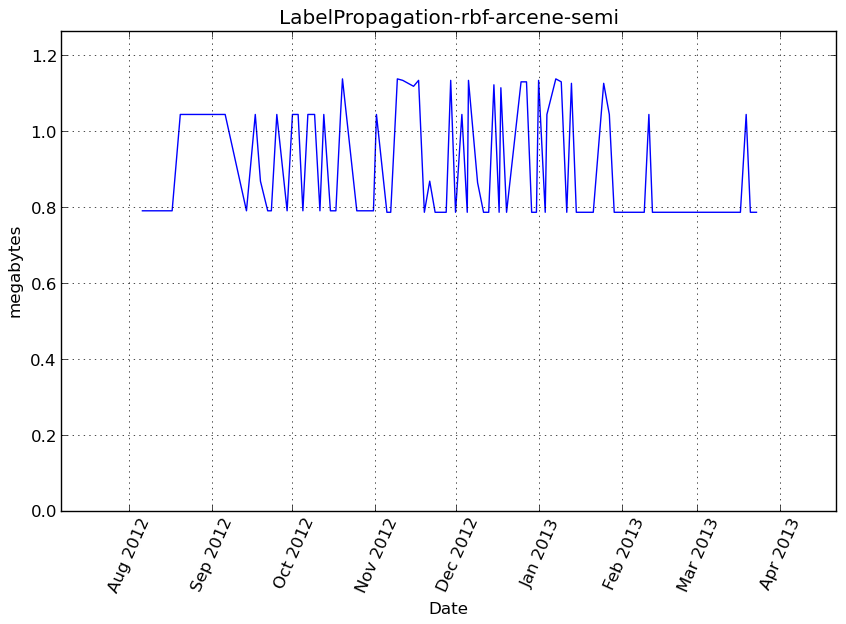 LabelPropagation-rbf-arcene-semi
1.2
1.0
0.8
0.6
0.4
0.2
0.0
megabytes
Aug 2012
Sep 2012
Oct 2012
Nov 2012
Dec 2012
Jan 2013
Feb 2013
Mar 2013
Apr 2013
Date